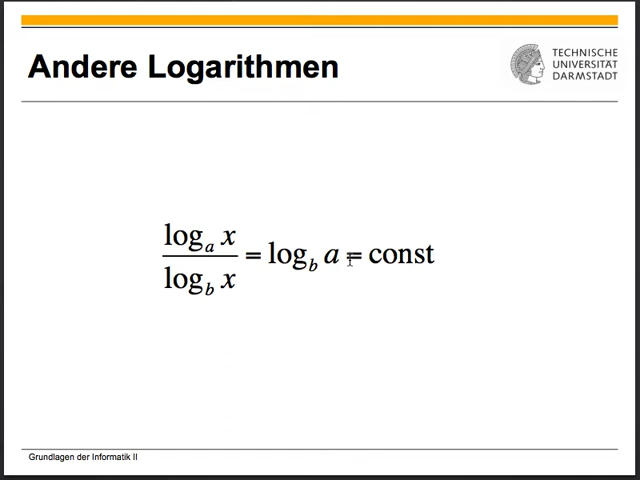 Andere Logarithmen
TECHNISCHE
UNIVERSITÄT
DARMSTADT
log_a x / log_b x = log_b a = const
Grundlagen der Informatik II